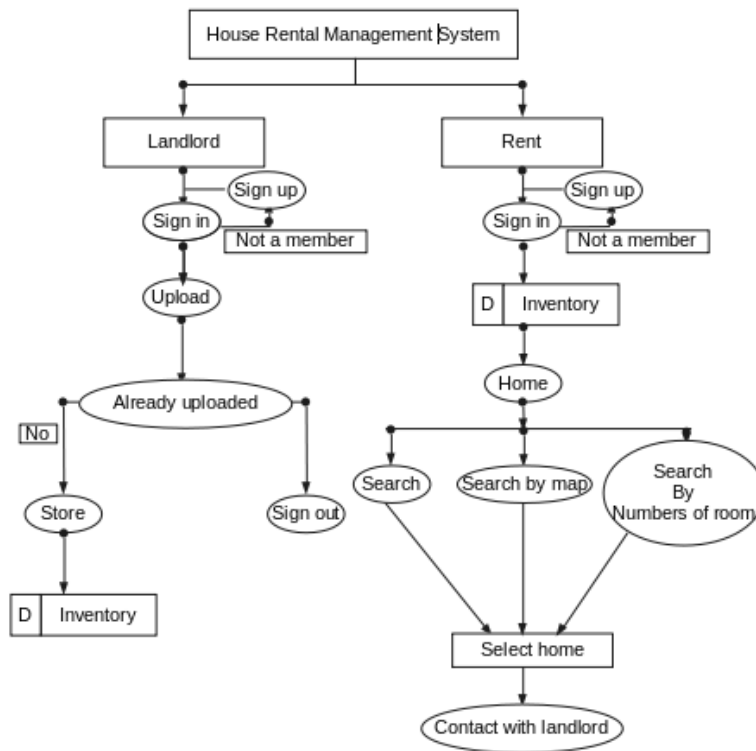 House Rental Management System
Landlord
Rent
Sign up
Sign up
Sign in
Sign in
Not a member
Not a member
Upload
D Inventory
Home
Already uploaded
No
Search
Search by map
Search
By
Numbers of room
Store
Sign out
D Inventory
Select home
Contact with landlord